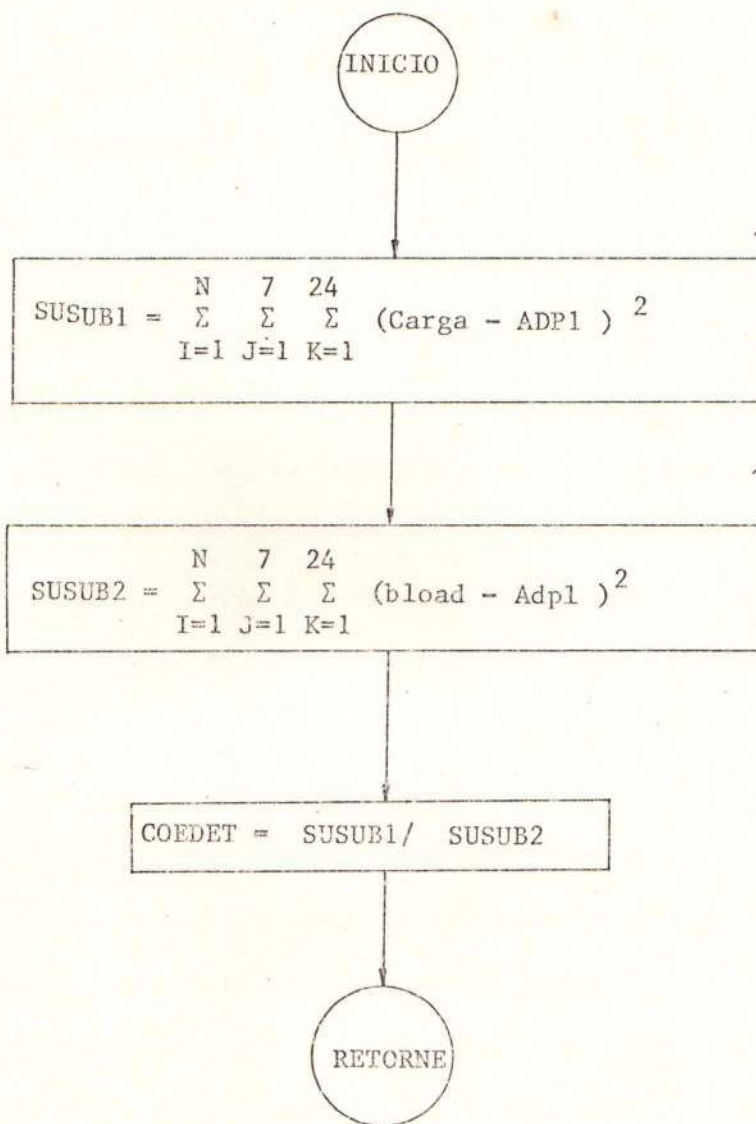 INICIO
N 7 24
SUSUB1 = Σ Σ Σ (Carga - ADP1 ) 2
I=1 J=1 K=1
N 7 24
SUSUB2 = Σ Σ Σ (bload - Adp1 ) 2
I=1 J=1 K=1
COEDET = SUSUB1/ SUSUB2
RETORNE